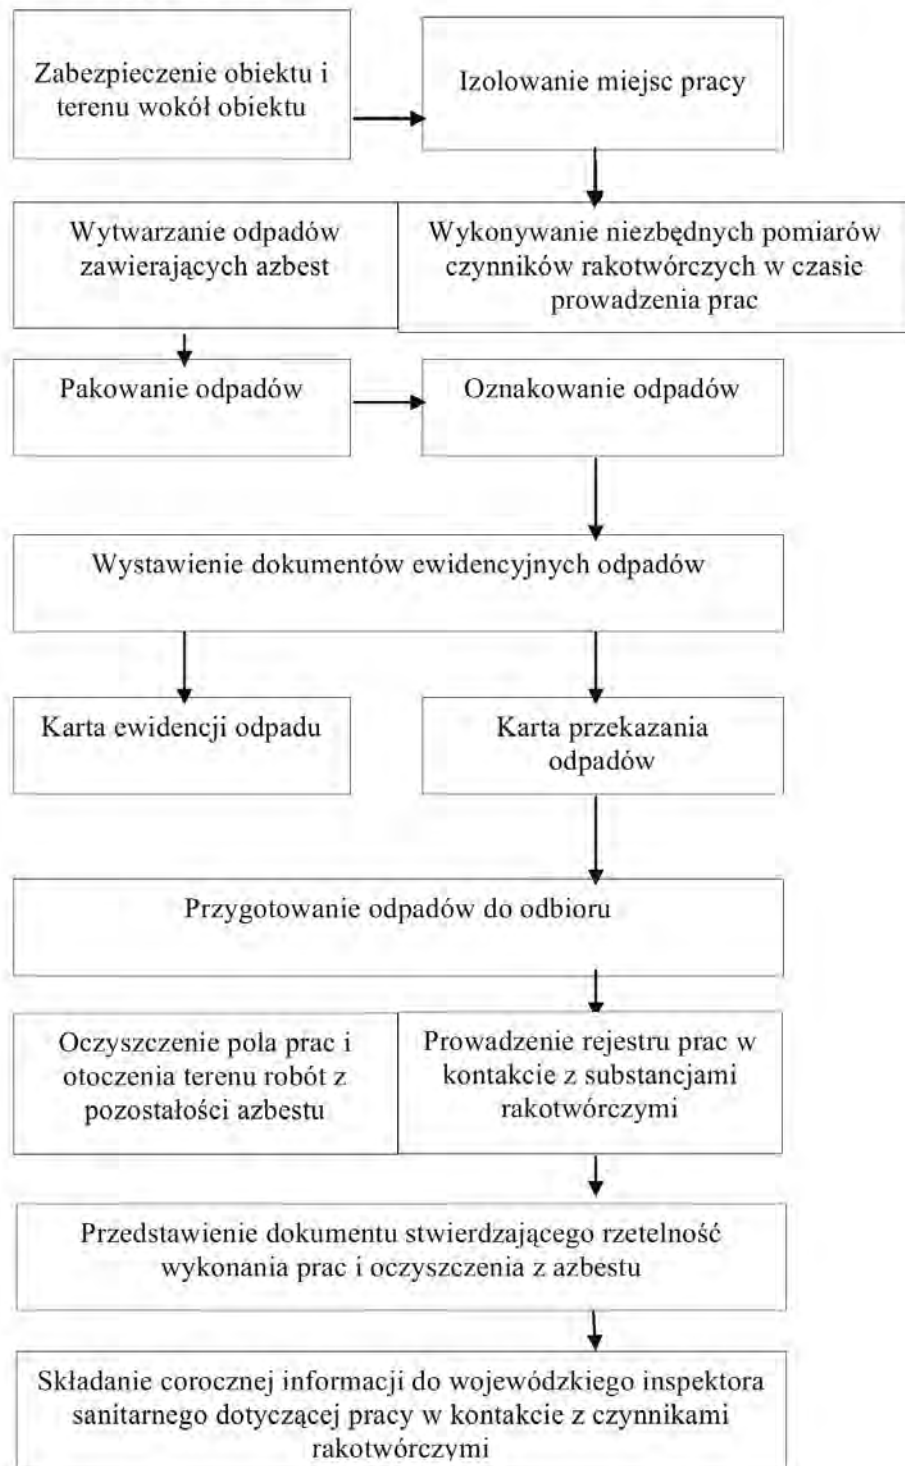 Zabezpieczenie obiektu i
terenu wokół obiektu
Izolowanie miejsc pracy
Wytwarzanie odpadów
zawierających azbest
Wykonywanie niezbędnych pomiarów
czynników rakotwórczych w czasie
prowadzenia prac
Pakowanie odpadów
Oznakowanie odpadów
Wystawienie dokumentów ewidencyjnych odpadów
Karta ewidencji odpadu
Karta przekazania
odpadów
Przygotowanie odpadów do odbioru
Oczyszczenie pola prac i
otoczenia terenu robót z
pozostałości azbestu
Prowadzenie rejestru prac w
kontakcie z substancjami
rakotwórczymi
Przedstawienie dokumentu stwierdzającego rzetelność
wykonania prac i oczyszczenia z azbestu
Składanie corocznej informacji do wojewódzkiego inspektora
sanitarnego dotyczącej pracy w kontakcie z czynnikami
rakotwórczymi